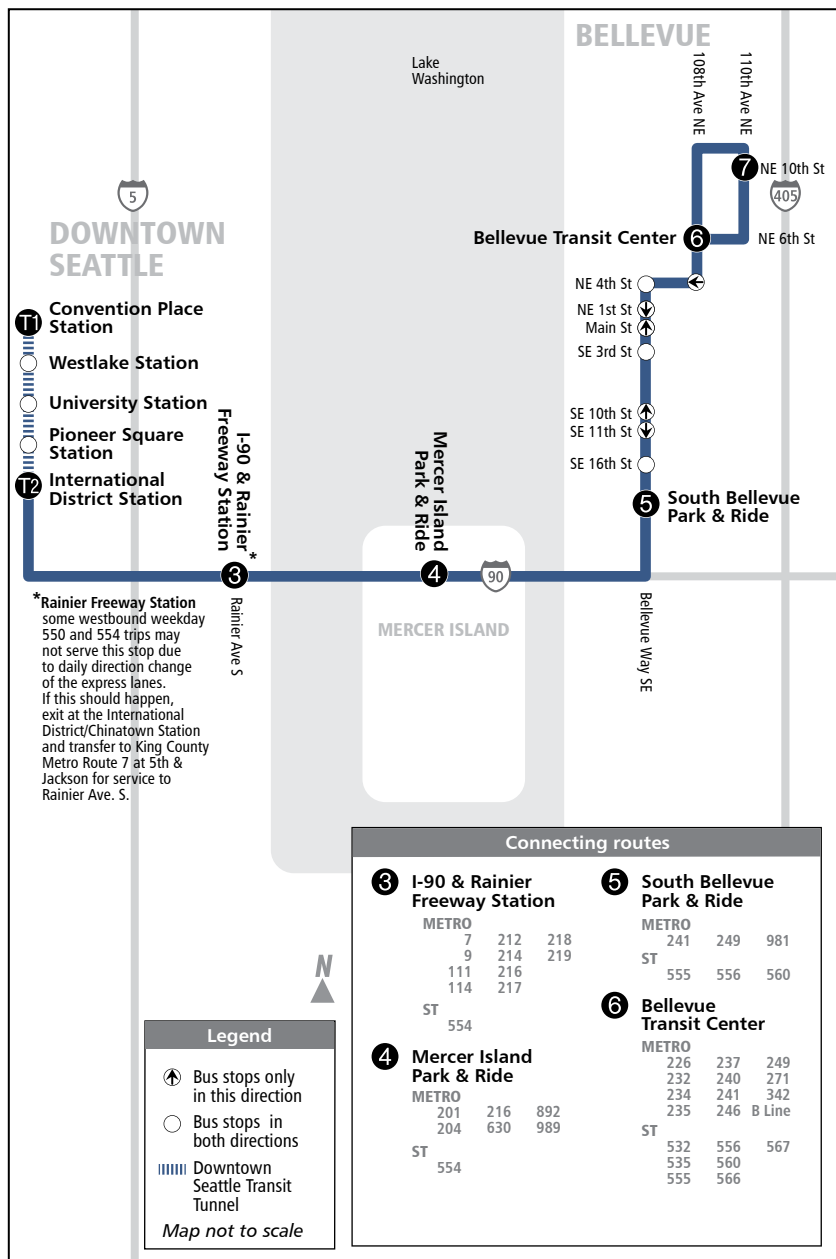 BELLEVUE
Lake
Washington
108th Ave NE
110th Ave NE
7
NE 10th St
5
405
DOWNTOWN
SEATTLE
Bellevue Transit Center
6
NE 6th St
NE 4th St
T1
Convention Place
Station
NE 1st St
Main St
Westlake Station
SE 3rd St
University Station
Pioneer Square
Station
SE 10th St
SE 11th St
SE 16th St
T2
International
District Station
I-90 & Rainier
Freeway Station
*
Mercer Island
Park & Ride
5
South Bellevue
Park & Ride
3
4
90
*Rainier Freeway Station
some westbound weekday
550 and 554 trips may
not serve this stop due
to daily direction change
of the express lanes.
If this should happen,
exit at the International
District/Chinatown Station
and transfer to King County
Metro Route 7 at 5th &
Jackson for service to
Rainier Ave. S.
Rainier Ave S
MERCER ISLAND
Bellevue Way SE
Connecting routes
3
I-90 & Rainier
Freeway Station
METRO
7 212 218
9 214 219
111 216
114 217
ST
554
4
Mercer Island
Park & Ride
METRO
201 216 892
204 630 989
ST
554
5
South Bellevue
Park & Ride
METRO
241 249 981
ST
555 556 560
6
Bellevue
Transit Center
METRO
226 237 249
232 240 271
234 241 342
235 246 B Line
ST
532 556 567
535 560
555 566
N
Legend
Bus stops only
in this direction
Bus stops in
both directions
Downtown
Seattle Transit
Tunnel
Map not to scale